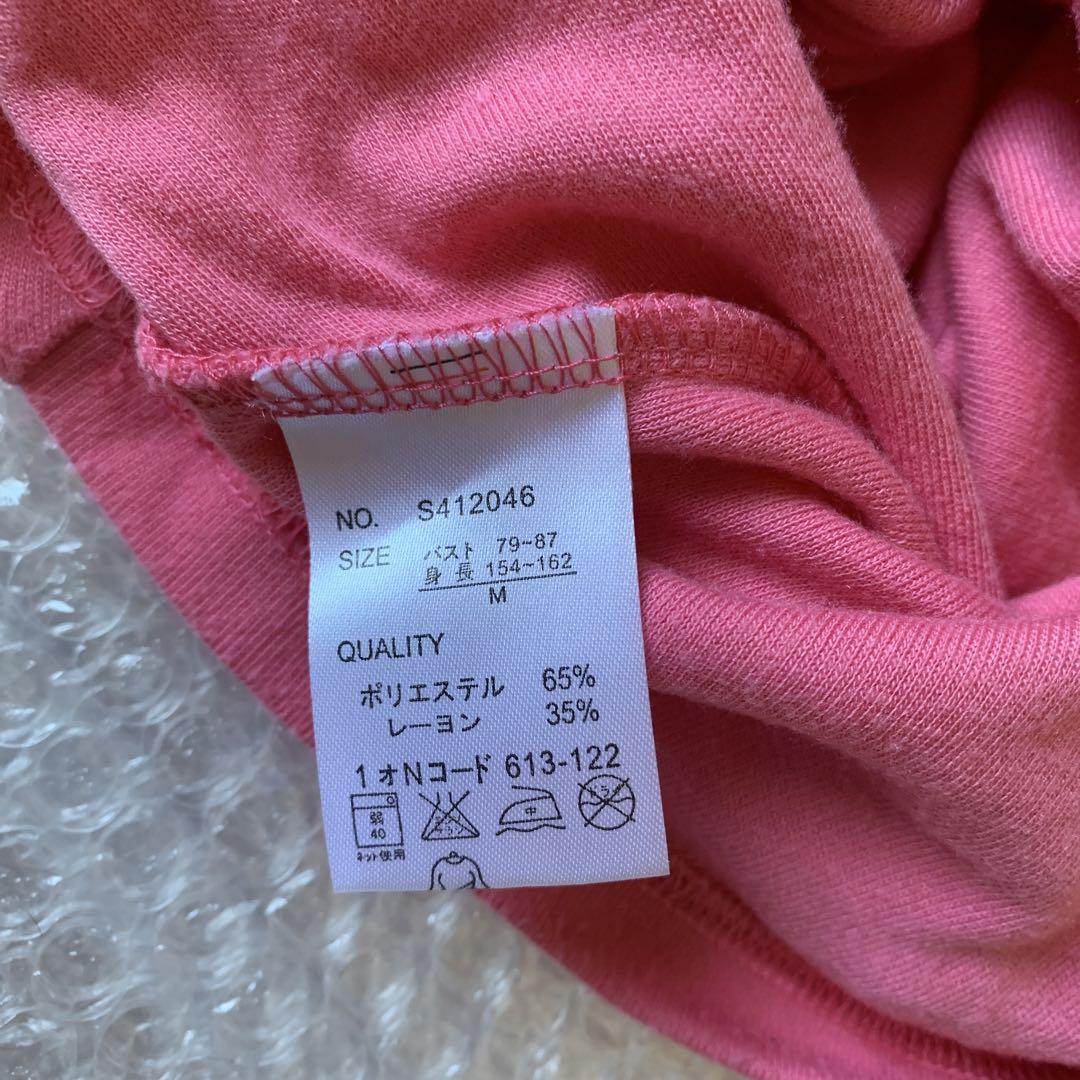 NO. S412046
SIZE バスト 79~87
身長 154~162
M
QUALITY
ポリエステル 65%
レーヨン 35%
1オNコード 613-122
弱
40
中
ネット使用